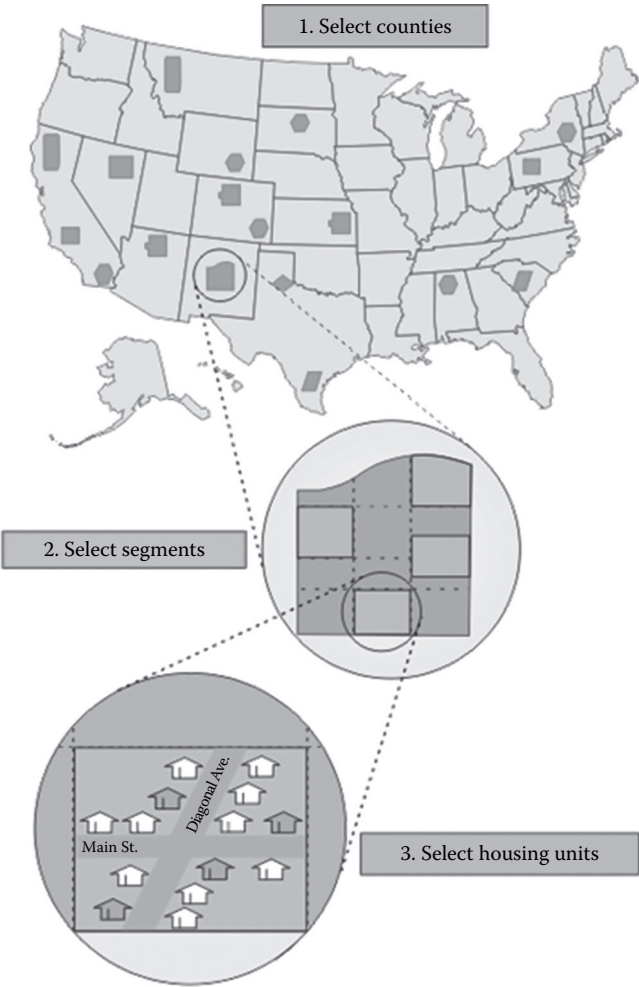 1. Select counties
2. Select segments
Diagonal Ave.
Main St.
3. Select housing units